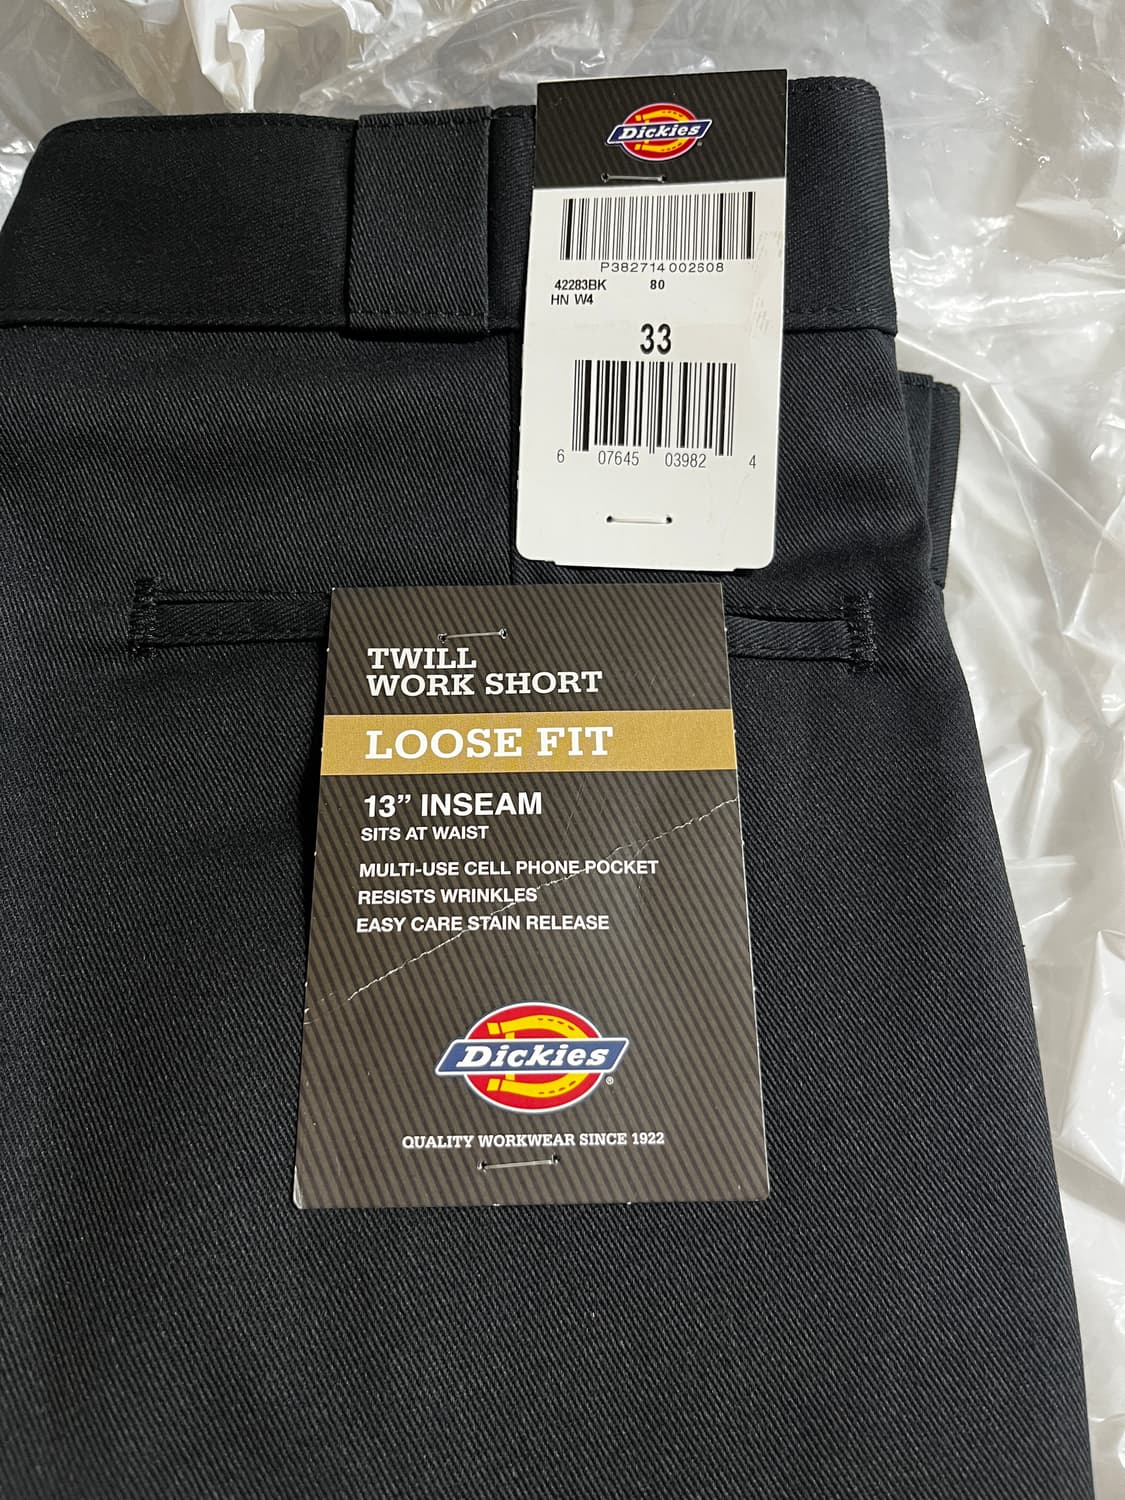 Dickies
P382714 002608
42283BK 80
HN W4
33
6 07645 03982 4
TWILL
WORK SHORT
LOOSE FIT
13” INSEAM
SITS AT WAIST
MULTI-USE CELL PHONE POCKET
RESISTS WRINKLES
EASY CARE STAIN RELEASE
Dickies®
QUALITY WORKWEAR SINCE 1922